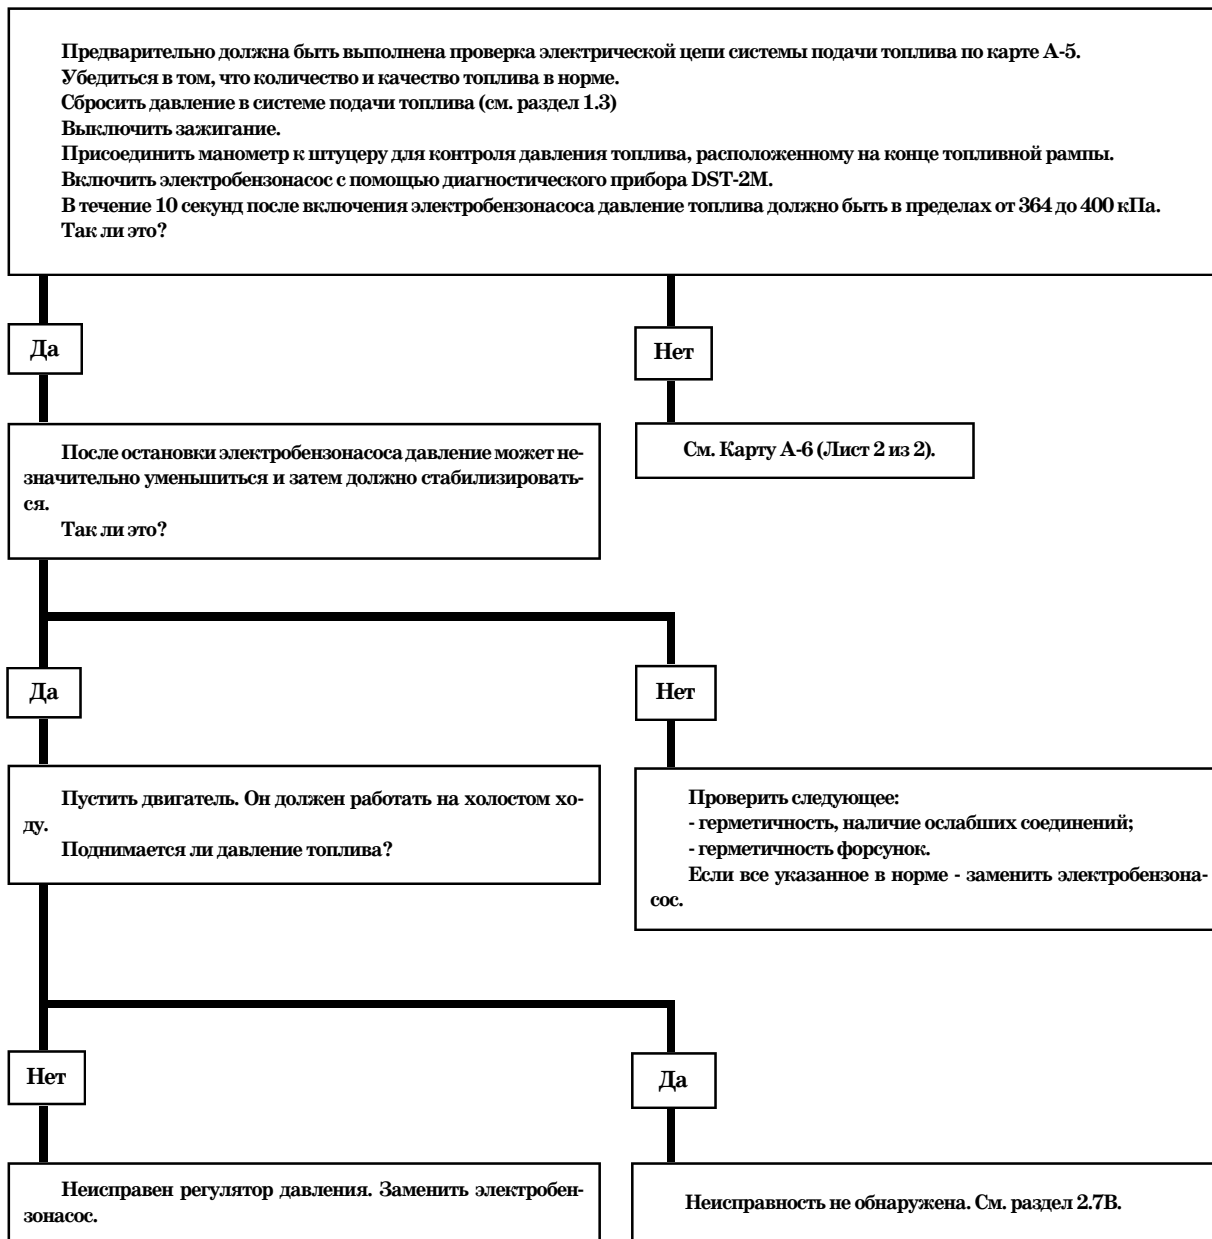 Предварительно должна быть выполнена проверка электрической цепи системы подачи топлива по карте А-5.
Убедиться в том, что количество и качество топлива в норме.
Сбросить давление в системе подачи топлива (см. раздел 1.3)
Выключить зажигание.
Присоединить манометр к штуцеру для контроля давления топлива, расположенному на конце топливной рампы.
Включить электробензонасос с помощью диагностического прибора DST-2M.
В течение 10 секунд после включения электробензонасоса давление топлива должно быть в пределах от 364 до 400 кПа.
Так ли это?
Да
Нет
После остановки электробензонасоса давление может не-
значительно уменьшиться и затем должно стабилизировать-
ся.
Так ли это?
См. Карту А-6 (Лист 2 из 2).
Да
Нет
Пустить двигатель. Он должен работать на холостом хо-
ду.
Поднимается ли давление топлива?
Проверить следующее:
- герметичность, наличие ослабших соединений;
- герметичность форсунок.
Если все указанное в норме - заменить электробензона-
сос.
Нет
Да
Неисправен регулятор давления. Заменить электробен-
зонасос.
Неисправность не обнаружена. См. раздел 2.7В.